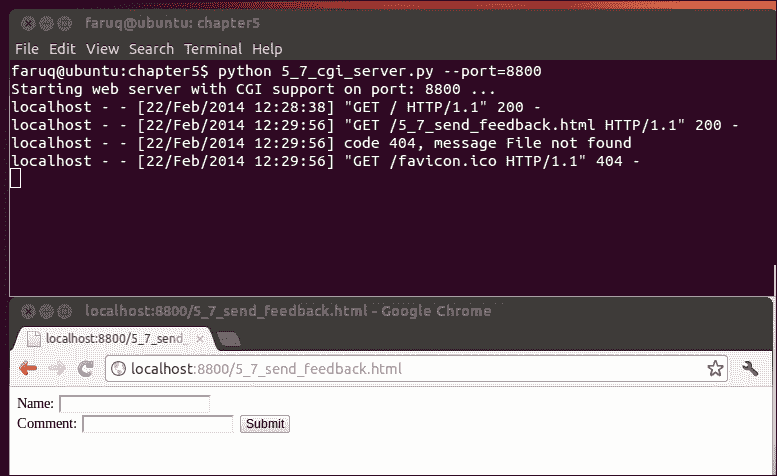 faruq@ubuntu: chapter5
File Edit View Search Terminal Help
faruq@ubuntu:chapter5$ python 5_7_cgi_server.py --port=8800
Starting web server with CGI support on port: 8800 ...
localhost - - [22/Feb/2014 12:28:38] "GET / HTTP/1.1" 200 -
localhost - - [22/Feb/2014 12:29:56] "GET /5_7_send_feedback.html HTTP/1.1" 200 -
localhost - - [22/Feb/2014 12:29:56] code 404, message File not found
localhost - - [22/Feb/2014 12:29:56] "GET /favicon.ico HTTP/1.1" 404 -
localhost:8800/5_7_send_feedback.html - Google Chrome
localhost:8800/5_7_send_
localhost:8800/5_7_send_feedback.html
Name:
Comment: Submit